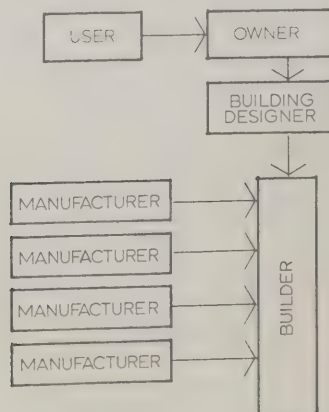 USER
OWNER
BUILDING
DESIGNER
MANUFACTURER
MANUFACTURER
MANUFACTURER
MANUFACTURER
BUILDER